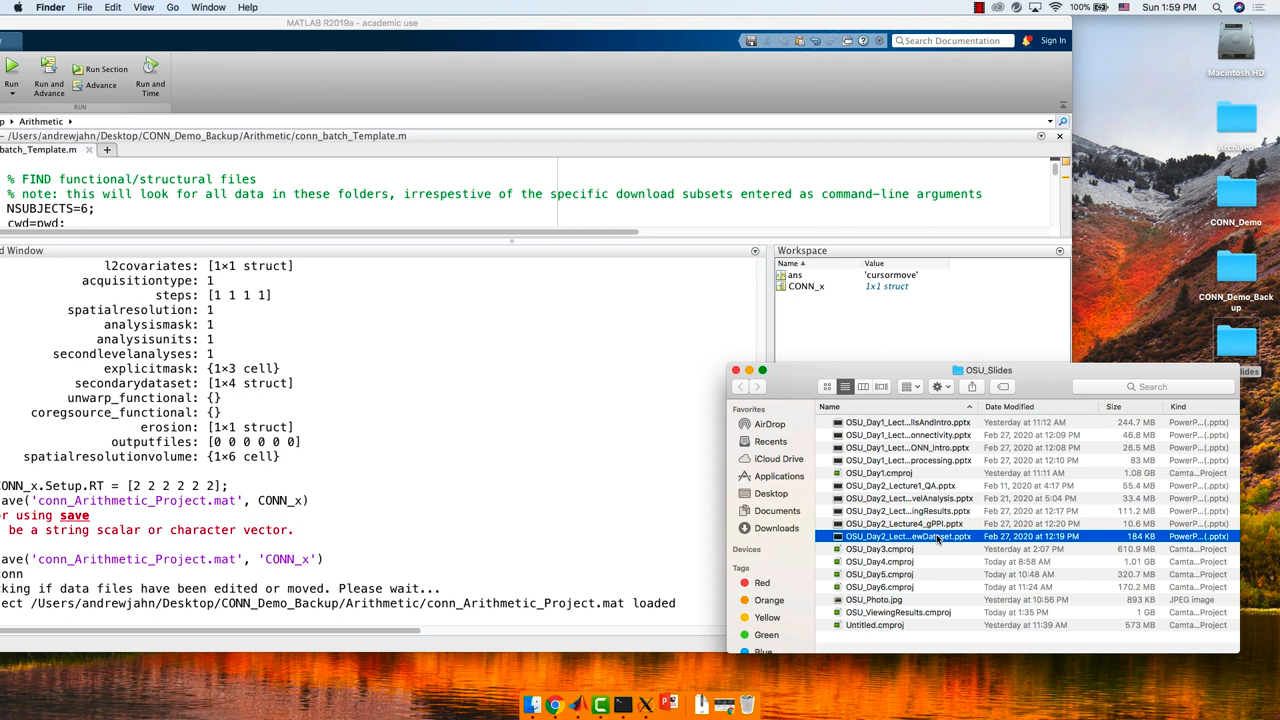 Finder File Edit View Go Window Help 100% Sun 1:59 PM
MATLAB R2019a - academic use
Search Documentation Sign In
Run Run and Advance Run Section Advance Run and Time
RUN
Arithmetic
- /Users/andrewjahn/Desktop/CONN_Demo_Backup/Arithmetic/conn_batch_Template.m
batch_Template.m
% FIND functional/structural files
% note: this will look for all data in these folders, irrespestive of the specific download subsets entered as command-line arguments
NSUBJECTS=6;
cwd=pwd;
d Window
l2covariates: [1×1 struct]
acquisitiontype: 1
steps: [1 1 1 1]
spatialresolution: 1
analysismask: 1
analysisunits: 1
secondlevelanalyses: 1
explicitmask: {1×3 cell}
secondarydataset: [1×4 struct]
unwarp_functional: {}
coregsource_functional: {}
erosion: [1×1 struct]
outputfiles: [0 0 0 0 0 0]
spatialresolutionvolume: {1×6 cell}
CONN_x.Setup.RT = [2 2 2 2 2 2];
ave('conn_Arithmetic_Project.mat', CONN_x)
or using save
be a string scalar or character vector.
ave('conn_Arithmetic_Project.mat', 'CONN_x')
onn
king if data files have been edited or moved. Please wait...
ect /Users/andrewjahn/Desktop/CONN_Demo_Backup/Arithmetic/conn_Arithmetic_Project.mat loaded
Workspace
Name Value
ans 'cursormove'
CONN_x 1x1 struct
Macintosh HD
Archived
CONN_Demo
CONN_Demo_Back
up
lides
OSU_Slides
Search
Favorites
AirDrop
Recents
iCloud Drive
Applications
Desktop
Documents
Downloads
Devices
Tags
Red
Orange
Yellow
Green
Blue
Name Date Modified Size Kind
OSU_Day1_Lect...llsAndIntro.pptx Yesterday at 11:12 AM 244.7 MB PowerP...(.pptx)
OSU_Day1_Lect...onnectivity.pptx Feb 27, 2020 at 12:09 PM 46.8 MB PowerP...(.pptx)
OSU_Day1_Lect...ONN_Intro.pptx Feb 27, 2020 at 12:08 PM 26.5 MB PowerP...(.pptx)
OSU_Day1_Lect...processing.pptx Feb 27, 2020 at 12:10 PM 83 MB PowerP...(.pptx)
OSU_Day1.cmproj Yesterday at 11:11 AM 1.08 GB Camta...Project
OSU_Day2_Lecture1_QA.pptx Feb 11, 2020 at 4:17 PM 55.4 MB PowerP...(.pptx)
OSU_Day2_Lect...velAnalysis.pptx Feb 21, 2020 at 5:04 PM 33.4 MB PowerP...(.pptx)
OSU_Day2_Lect...ingResults.pptx Feb 27, 2020 at 12:17 PM 111.2 MB PowerP...(.pptx)
OSU_Day2_Lecture4_gPPI.pptx Feb 27, 2020 at 12:20 PM 10.6 MB PowerP...(.pptx)
OSU_Day2_Lect...ewDataset.pptx Feb 27, 2020 at 12:19 PM 184 KB PowerP...(.pptx)
OSU_Day3.cmproj Yesterday at 2:07 PM 610.9 MB Camta...Project
OSU_Day4.cmproj Today at 8:58 AM 1.01 GB Camta...Project
OSU_Day5.cmproj Today at 10:48 AM 320.7 MB Camta...Project
OSU_Day6.cmproj Today at 11:24 AM 170.2 MB Camta...Project
OSU_Photo.jpg Yesterday at 10:56 PM 893 KB JPEG image
OSU_ViewingResults.cmproj Today at 1:35 PM 1 GB Camta...Project
Untitled.cmproj Yesterday at 11:39 AM 573 MB Camta...Project